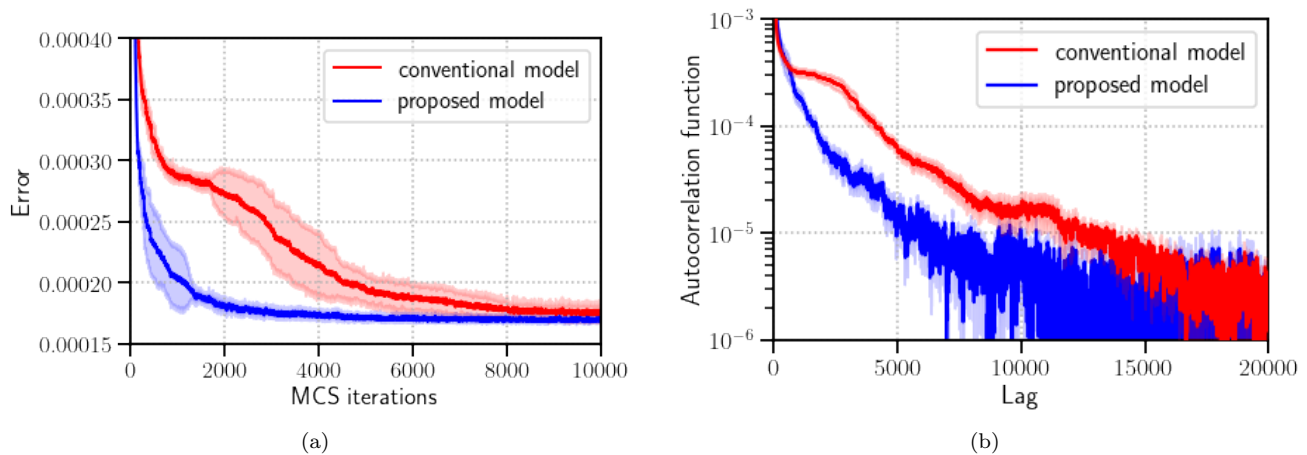 0.00040
0.00035
0.00030
0.00025
0.00020
0.00015
Error
0
2000
4000
6000
8000
10000
MCS iterations
conventional model
proposed model
(a)
10⁻³
10⁻⁴
10⁻⁵
10⁻⁶
Autocorrelation function
0
5000
10000
15000
20000
Lag
conventional model
proposed model
(b)